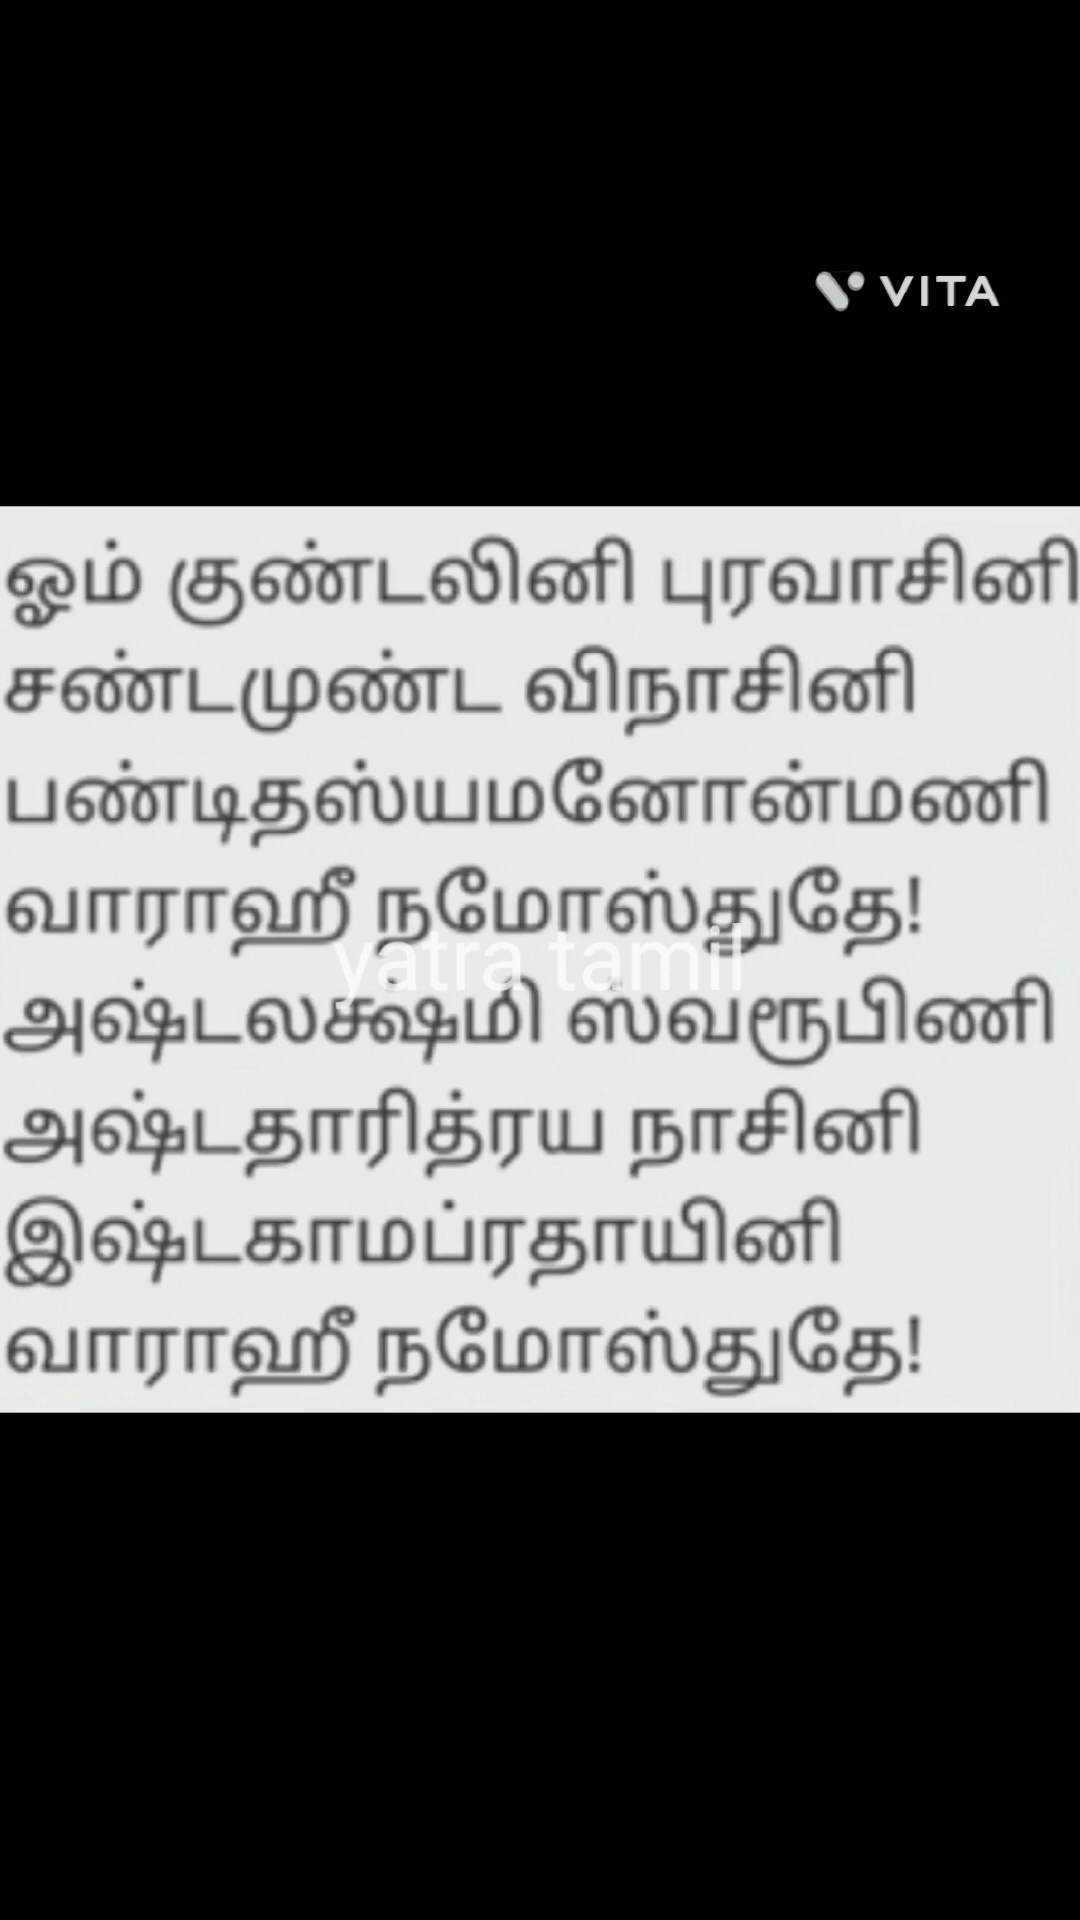 VITA
ஓம் குண்டலினி புரவாசினி
சண்டமுண்ட விநாசினி
பண்டிதஸ்யமனோன்மணி
வாராஹீ நமோஸ்துதே!
yatra tamil
அஷ்டலக்ஷ்மி ஸ்வரூபிணி
அஷ்டதாரித்ரய நாசினி
இஷ்டகாமப்ரதாயினி
வாராஹீ நமோஸ்துதே!